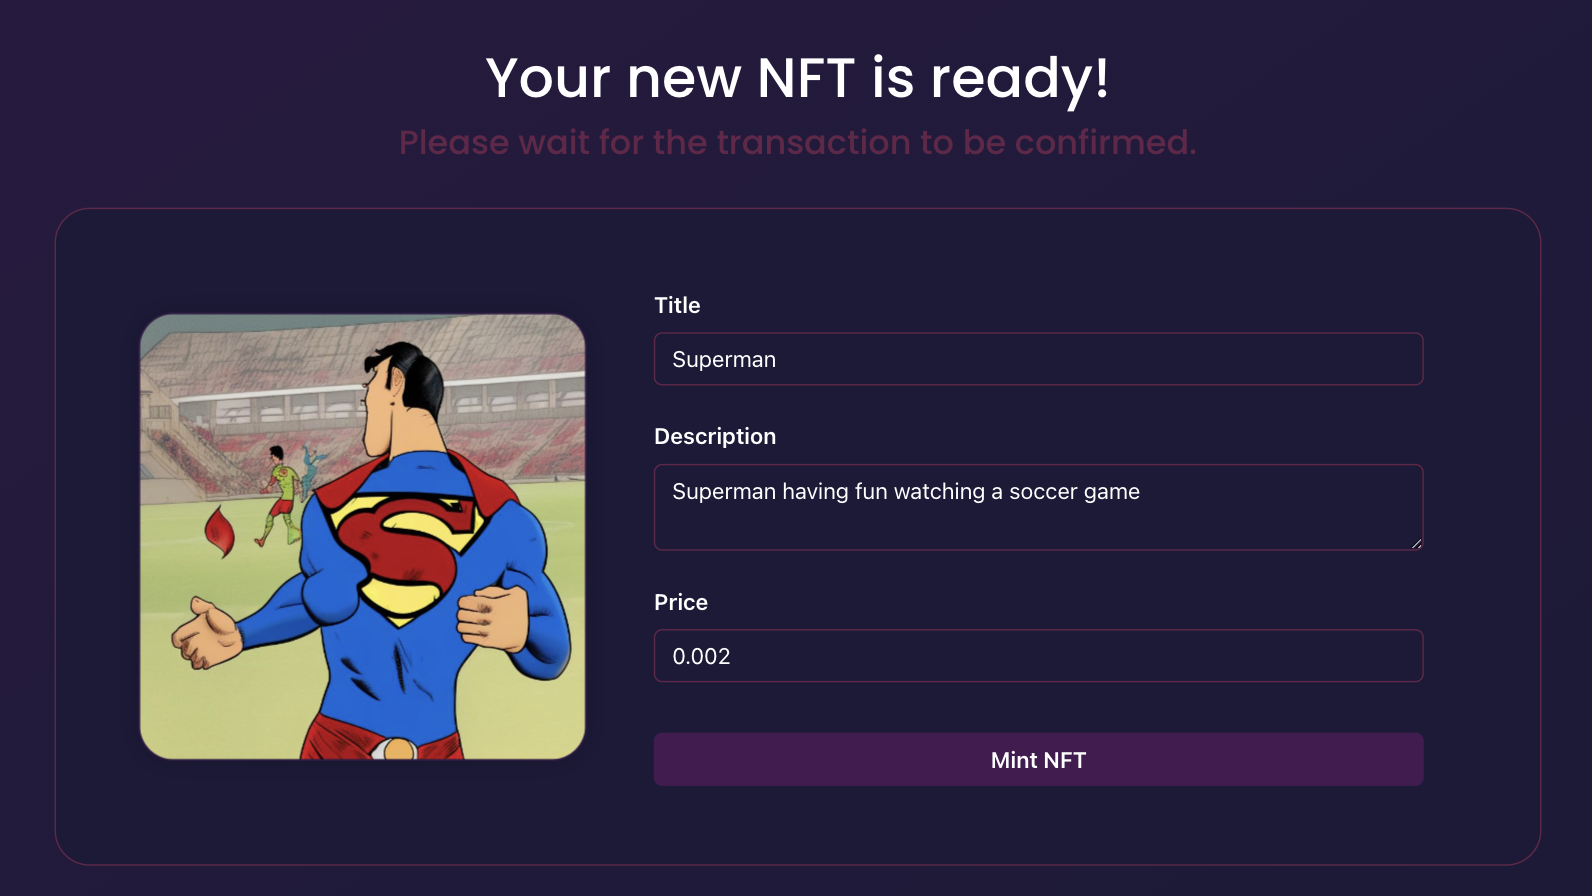 Your new NFT is ready!
Please wait for the transaction to be confirmed.
Title
Superman
Description
Superman having fun watching a soccer game
Price
0.002
Mint NFT
S